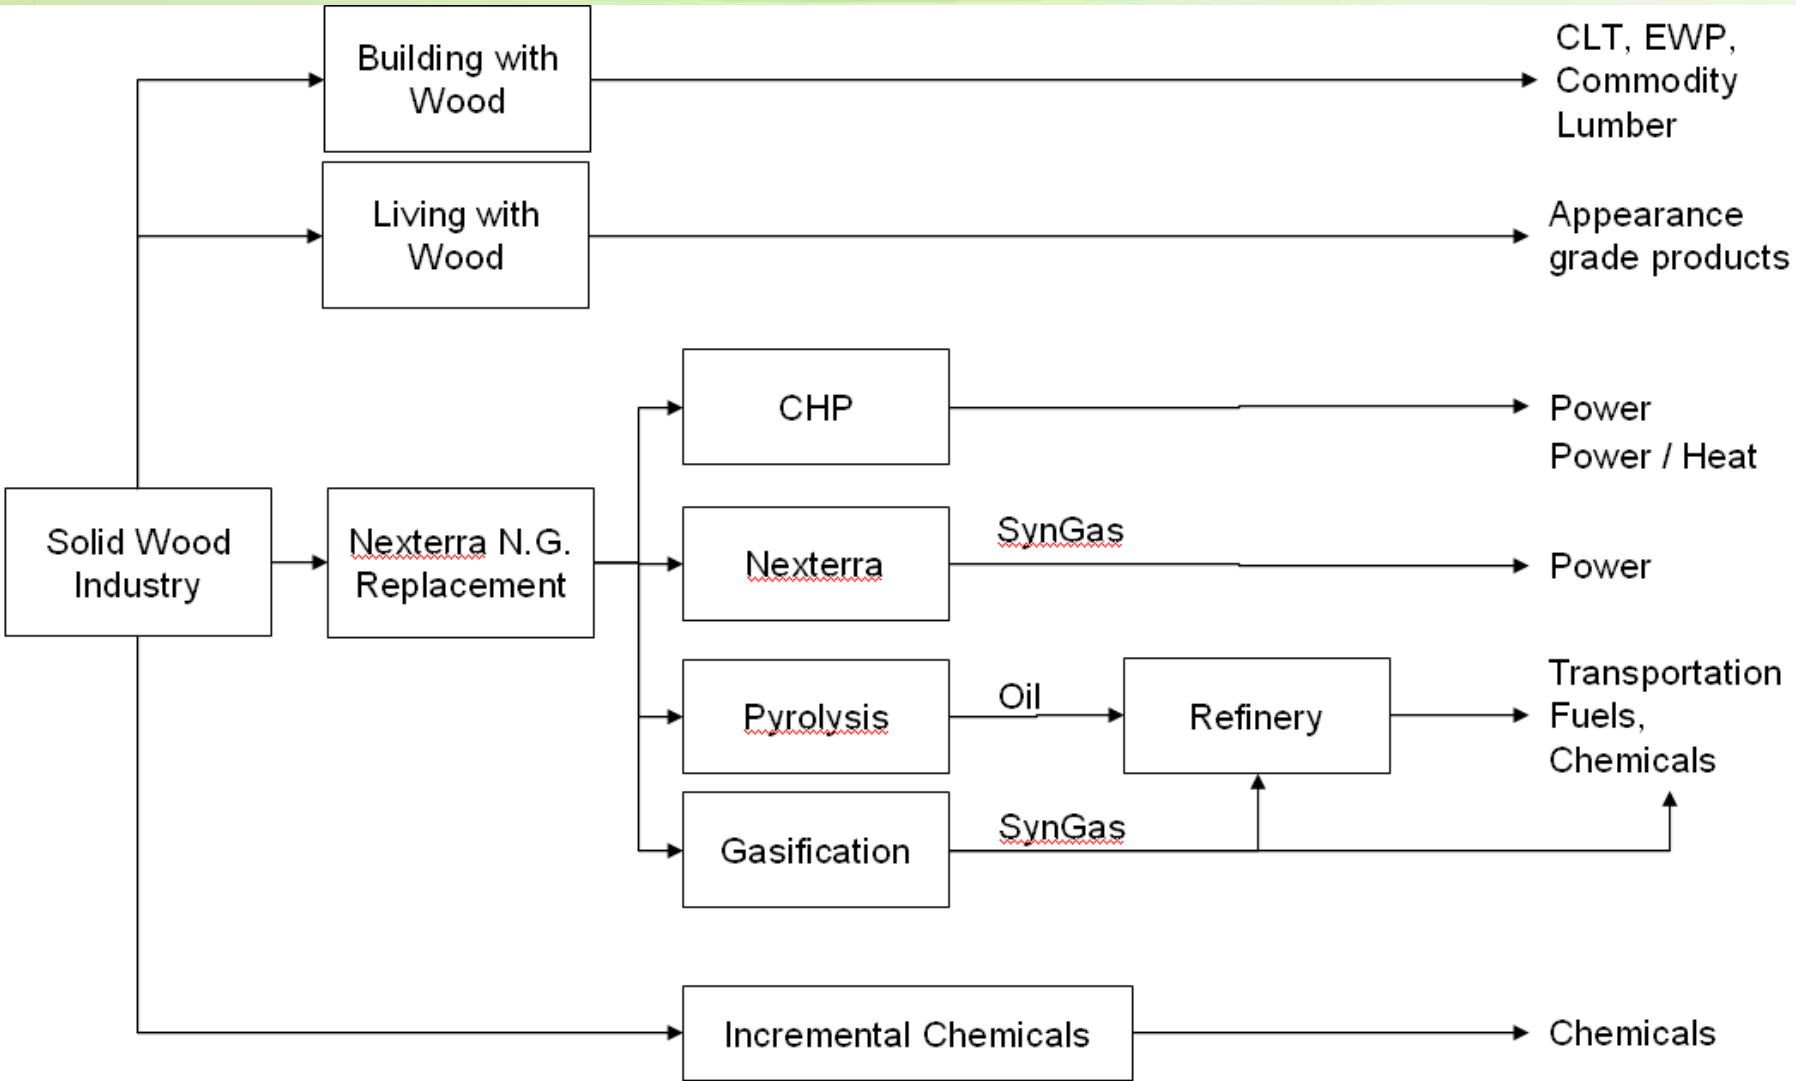 Building with
Wood
CLT, EWP,
Commodity
Lumber
Living with
Wood
Appearance
grade products
CHP
Power
Power / Heat
Solid Wood
Industry
Nexterra N.G.
Replacement
Nexterra
SynGas
Power
Pyrolysis
Oil
Refinery
Transportation
Fuels,
Chemicals
Gasification
SynGas
Incremental Chemicals
Chemicals